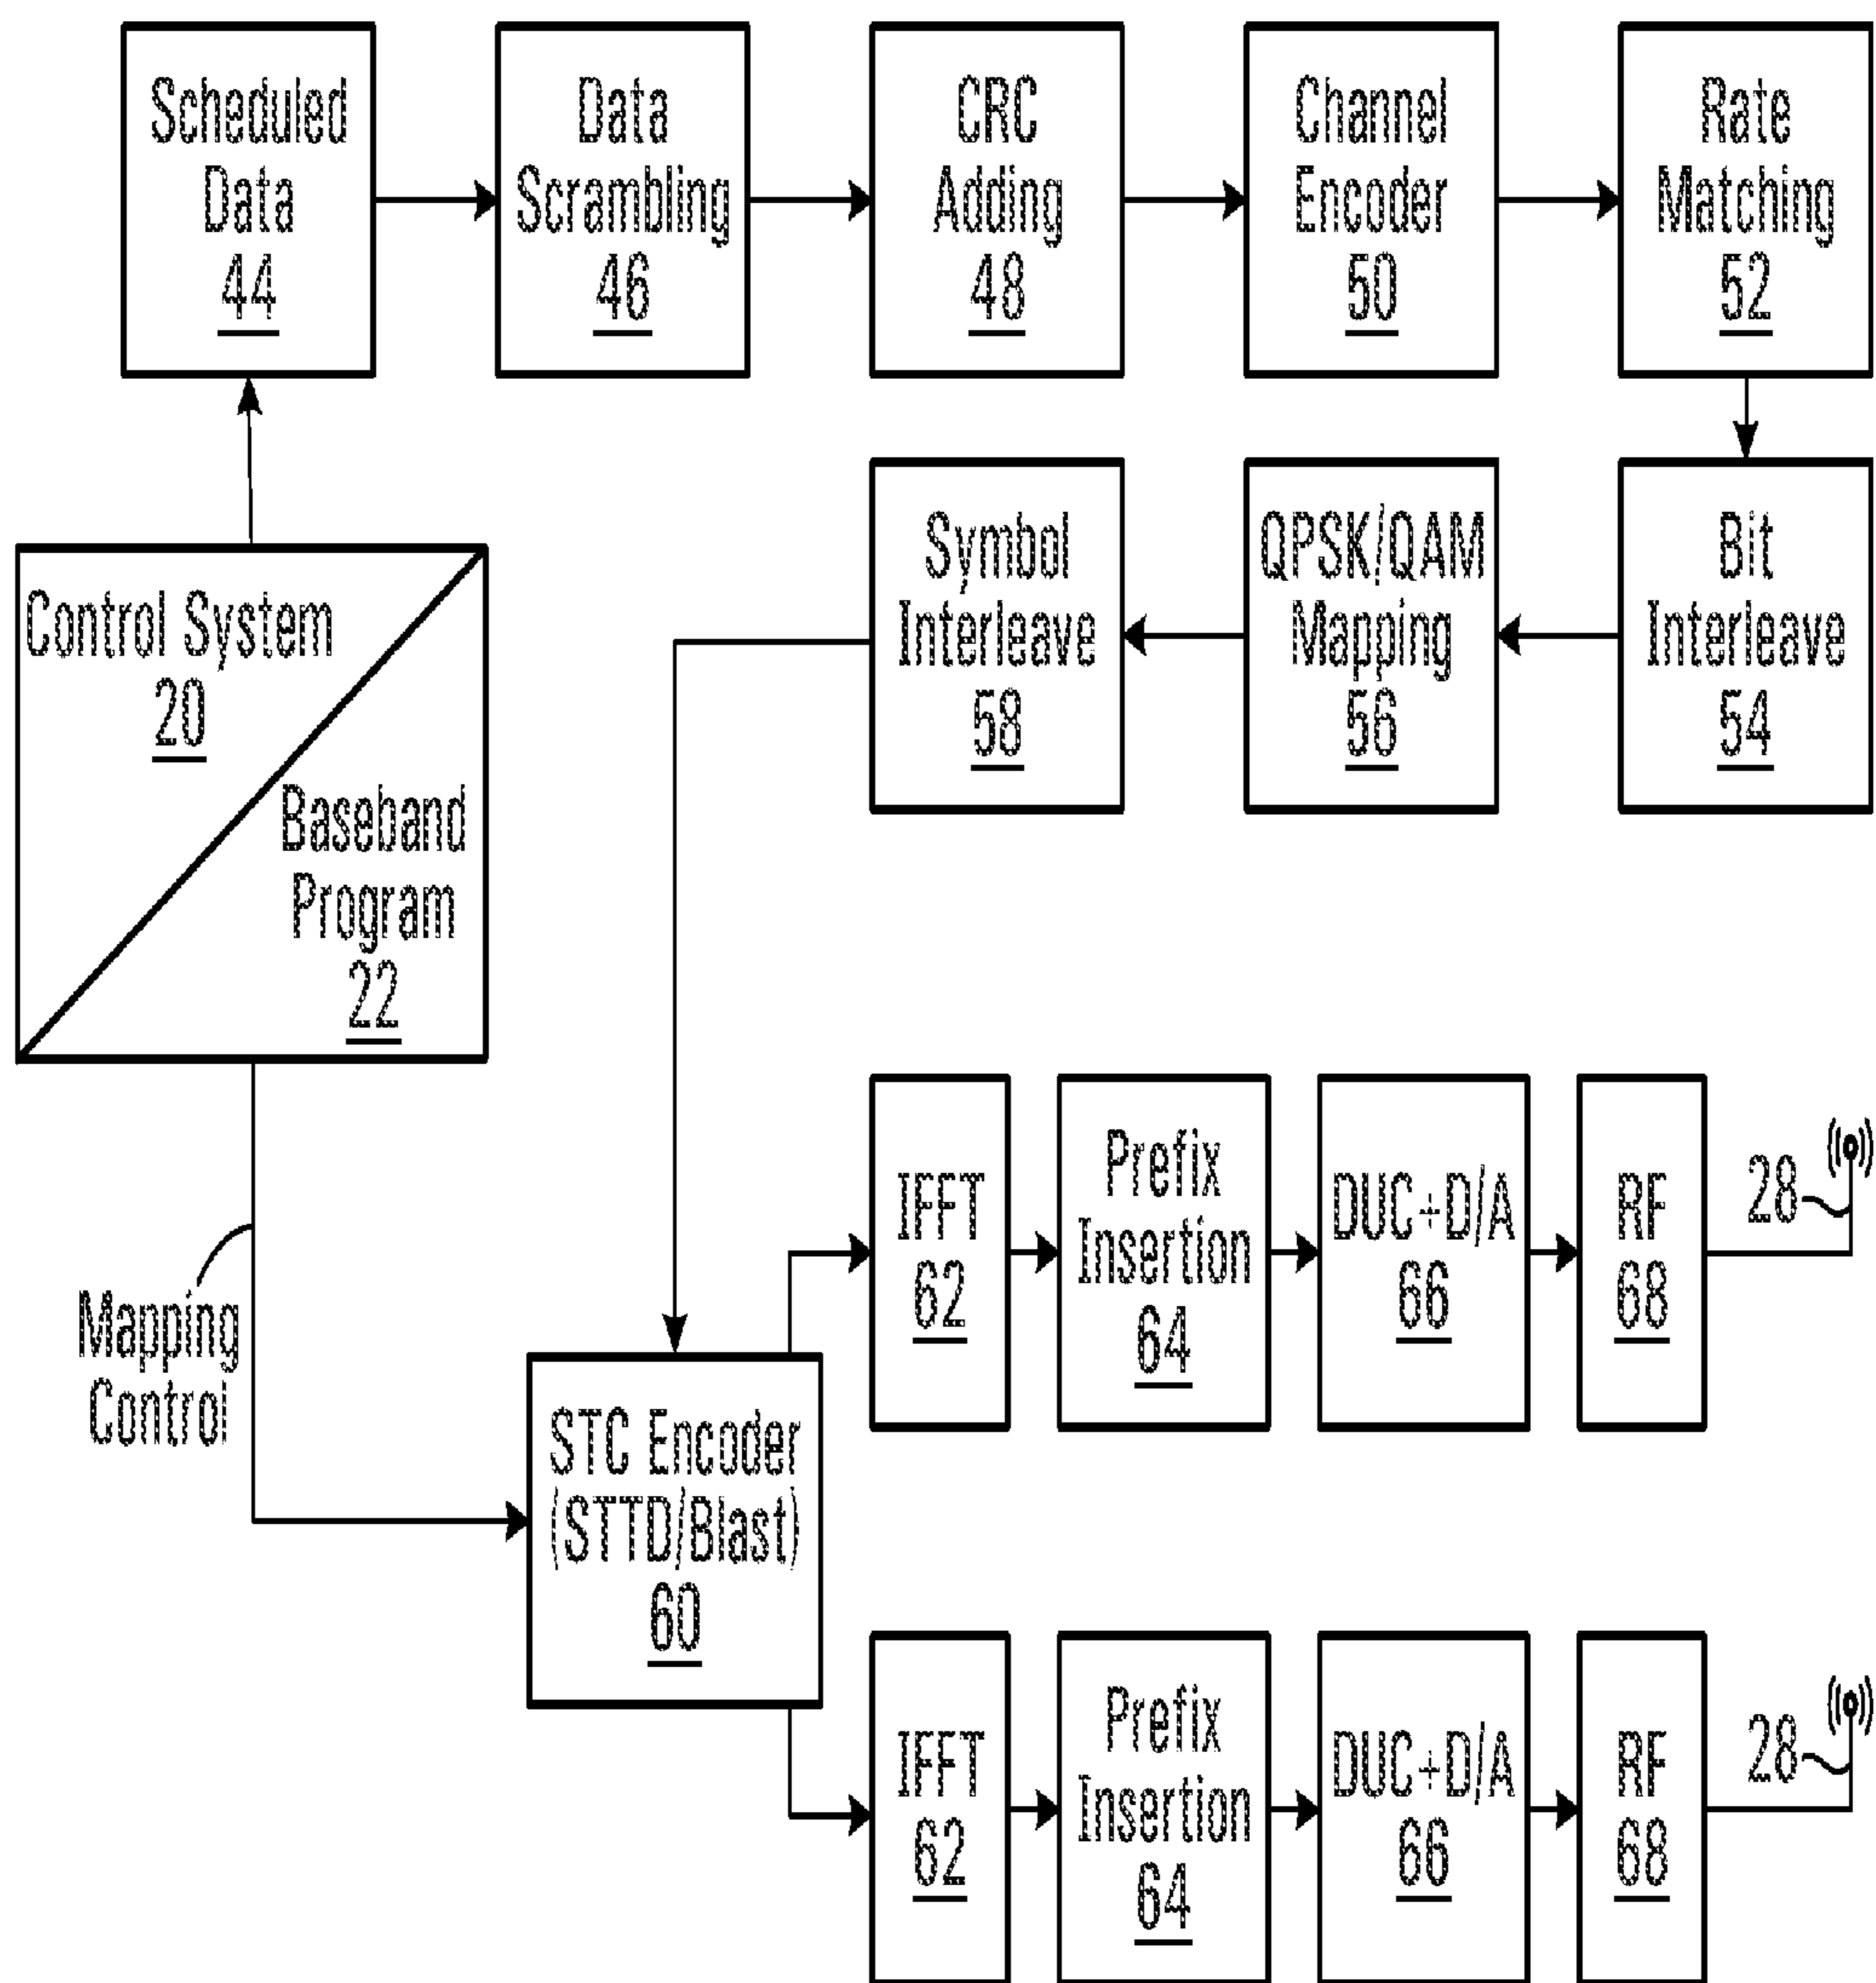 Scheduled
Data
44
Data
Scrambling
46
CRC
Adding
48
Channel
Encoder
50
Rate
Matching
52
Symbol
Interleave
58
QPSK/QAM
Mapping
56
Bit
Interleave
54
Control System
20
Baseband
Program
22
Mapping
Control
STC Encoder
(STTD/Blast)
60
IFFT
62
Prefix
Insertion
64
DUC+D/A
66
RF
68
28
IFFT
62
Prefix
Insertion
64
DUC+D/A
66
RF
68
28